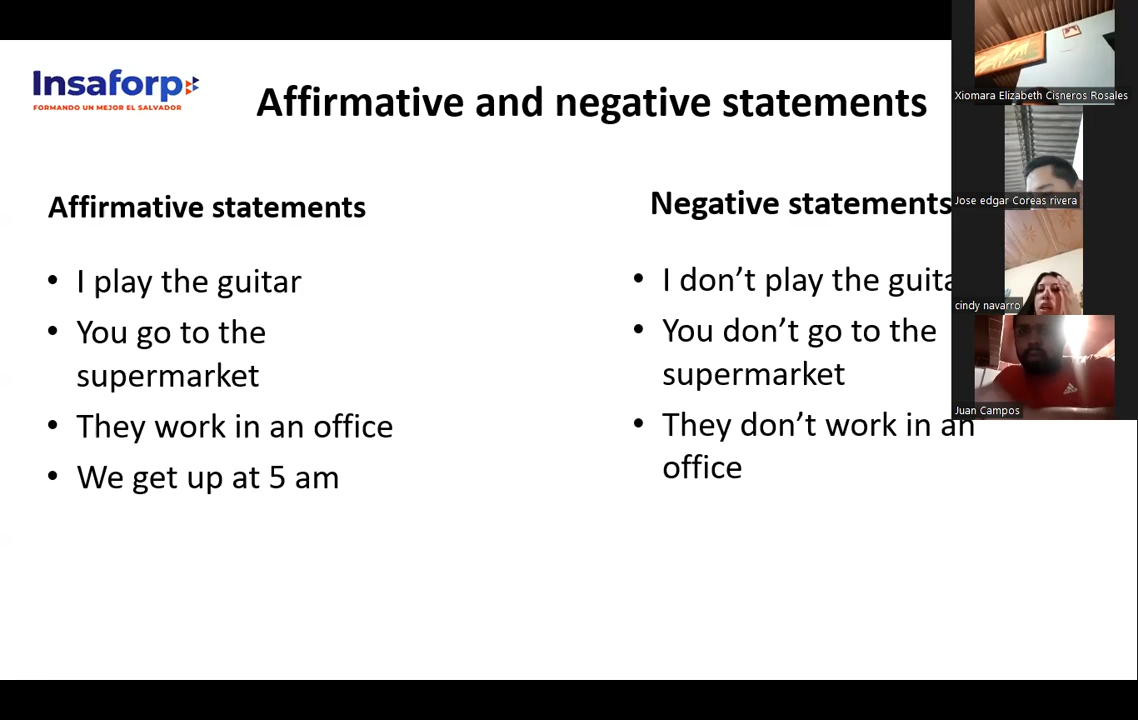 Insaforp
FORMANDO UN MEJOR EL SALVADOR
Affirmative and negative statements
Affirmative statements
• I play the guitar
• You go to the
supermarket
• They work in an office
• We get up at 5 am
Negative statements
• I don’t play the guita
• You don’t go to the
supermarket
• They don’t work in an
office
Xiomara Elizabeth Cisneros Rosales
Jose edgar Coreas rivera
cindy navarro
Juan Campos